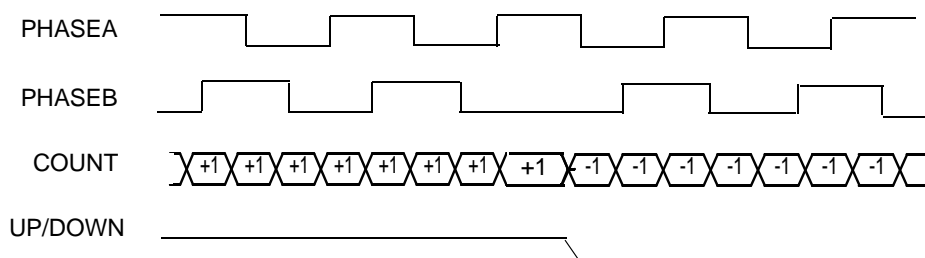 PHASEA
PHASEB
COUNT +1 +1 +1 +1 +1 +1 +1 +1 -1 -1 -1 -1 -1 -1 -1
UP/DOWN